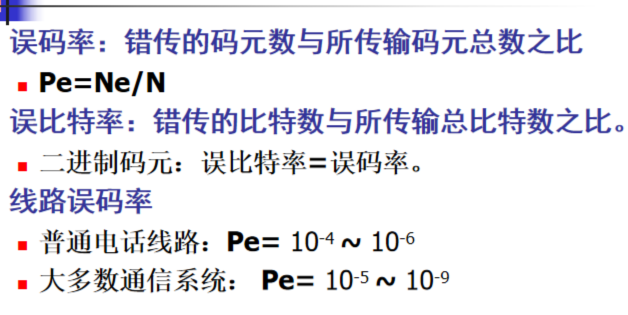 误码率：错传的码元数与所传输码元总数之比
Pe=Ne/N
误比特率：错传的比特数与所传输总比特数之比。
二进制码元：误比特率=误码率。
线路误码率
普通电话线路：Pe= 10-4 ~ 10-6
大多数通信系统： Pe= 10-5 ~ 10-9